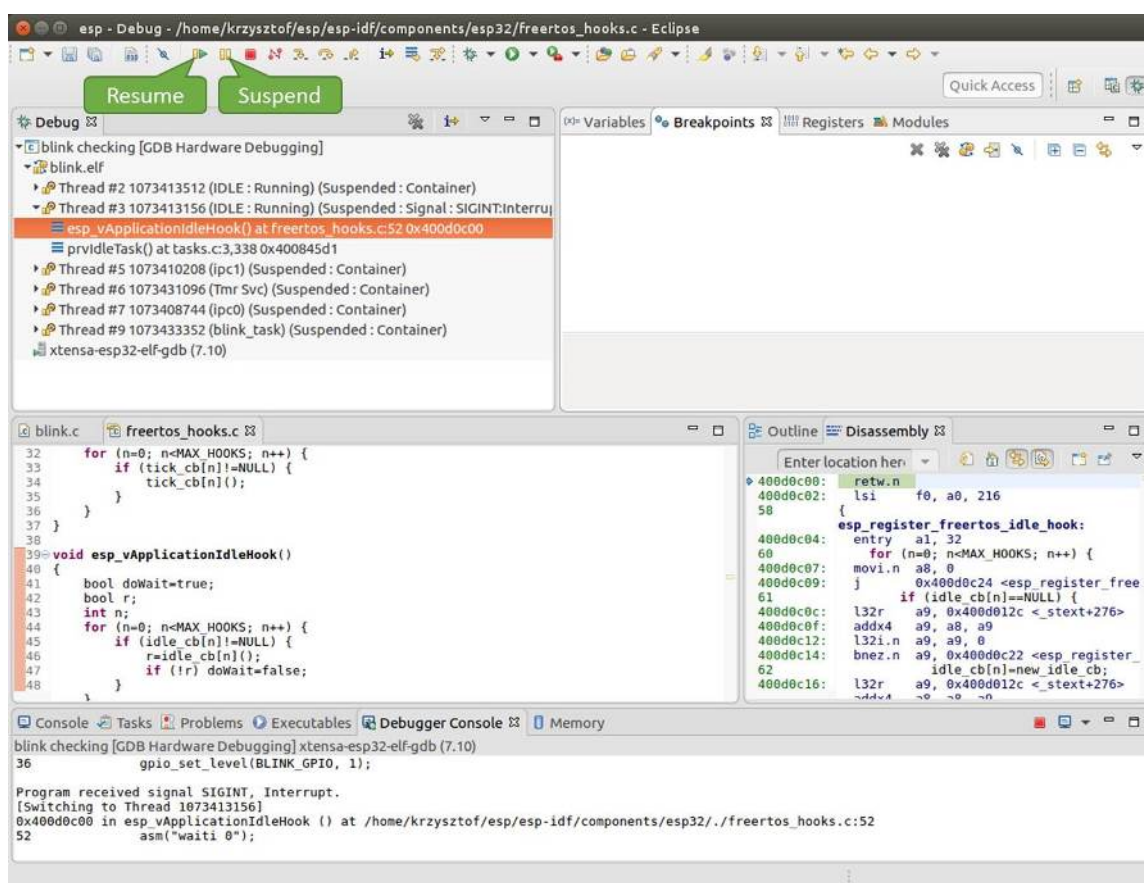 esp - Debug - /home/krzysztof/esp/esp-idf/components/esp32/freertos_hooks.c - Eclipse
Resume
Suspend
Quick Access
Debug
blink checking [GDB Hardware Debugging]
blink.elf
Thread #2 1073413512 (IDLE : Running) (Suspended : Container)
Thread #3 1073413156 (IDLE : Running) (Suspended : Signal : SIGINT:Interru
esp_vApplicationIdleHook() at freertos_hooks.c:52 0x400d0c00
prvIdleTask() at tasks.c:3,338 0x400845d1
Thread #5 1073410208 (ipc1) (Suspended : Container)
Thread #6 1073431096 (Tmr Svc) (Suspended : Container)
Thread #7 1073408744 (ipc0) (Suspended : Container)
Thread #9 1073433352 (blink_task) (Suspended : Container)
xtensa-esp32-elf-gdb (7.10)
(x)= Variables Breakpoints Registers Modules
blink.c freertos_hooks.c
32 for (n=0; n<MAX_HOOKS; n++) {
33 if (tick_cb[n]!=NULL) {
34 tick_cb[n]();
35 }
36 }
37 }
38
39 void esp_vApplicationIdleHook()
40 {
41 bool doWait=true;
42 bool r;
43 int n;
44 for (n=0; n<MAX_HOOKS; n++) {
45 if (idle_cb[n]!=NULL) {
46 r=idle_cb[n]();
47 if (!r) doWait=false;
48 }
Outline Disassembly
Enter location her
400d0c00: retw.n
400d0c02: lsi f0, a0, 216
58 {
esp_register_freertos_idle_hook:
400d0c04: entry a1, 32
60 for (n=0; n<MAX_HOOKS; n++) {
400d0c07: movi.n a8, 0
400d0c09: j 0x400d0c24 <esp_register_free
61 if (idle_cb[n]==NULL) {
400d0c0c: l32r a9, 0x400d012c <_stext+276>
400d0c0f: addx4 a9, a8, a9
400d0c12: l32i.n a9, a9, 0
400d0c14: bnez.n a9, 0x400d0c22 <esp_register_
62 idle_cb[n]=new_idle_cb;
400d0c16: l32r a9, 0x400d012c <_stext+276>
Console Tasks Problems Executables Debugger Console Memory
blink checking [GDB Hardware Debugging] xtensa-esp32-elf-gdb (7.10)
36 gpio_set_level(BLINK_GPIO, 1);
Program received signal SIGINT, Interrupt.
[Switching to Thread 1073413156]
0x400d0c00 in esp_vApplicationIdleHook () at /home/krzysztof/esp/esp-idf/components/esp32/./freertos_hooks.c:52
52 asm("waiti 0");